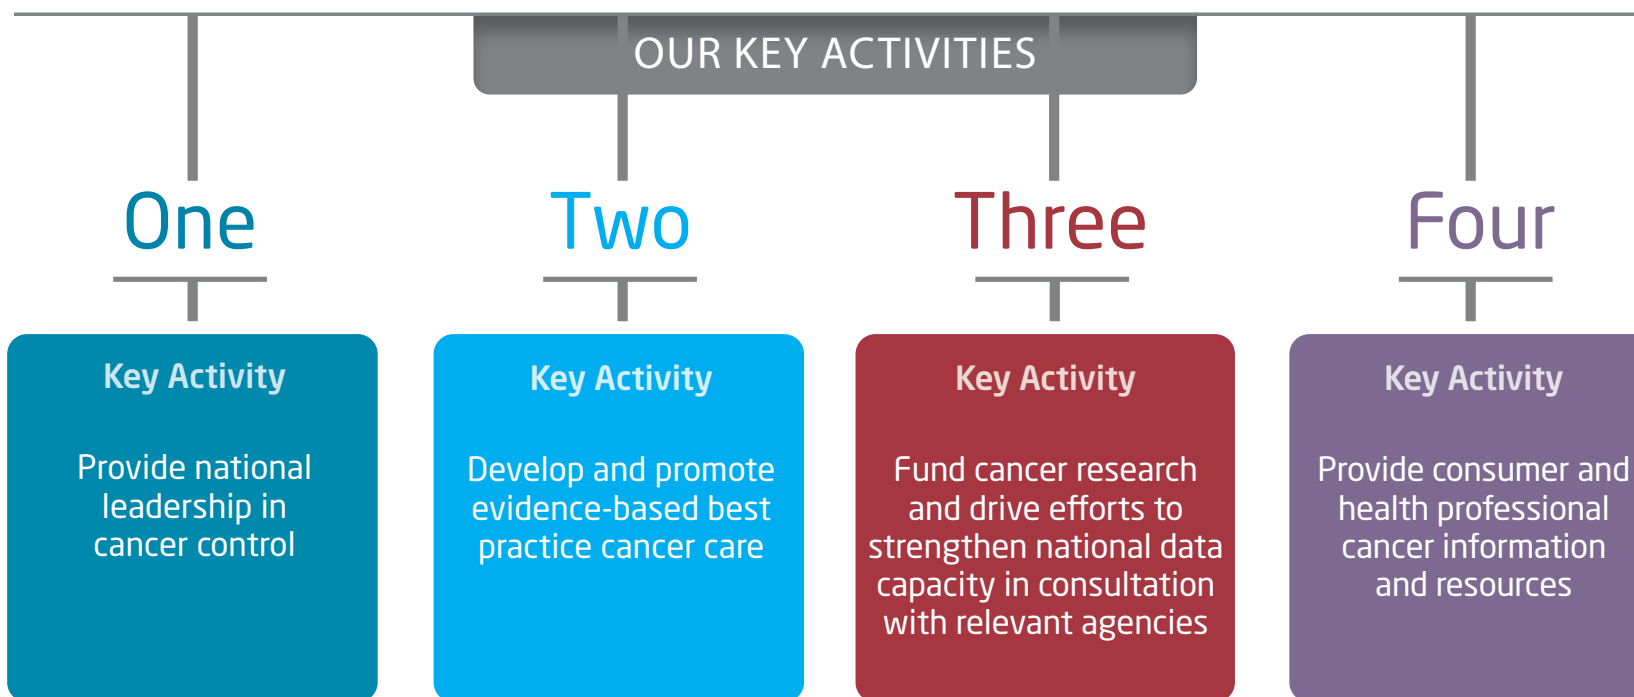 OUR KEY ACTIVITIES
One
Key Activity
Provide national
leadership in
cancer control
Two
Key Activity
Develop and promote
evidence-based best
practice cancer care
Three
Key Activity
Fund cancer research
and drive efforts to
strengthen national data
capacity in consultation
with relevant agencies
Four
Key Activity
Provide consumer and
health professional
cancer information
and resources